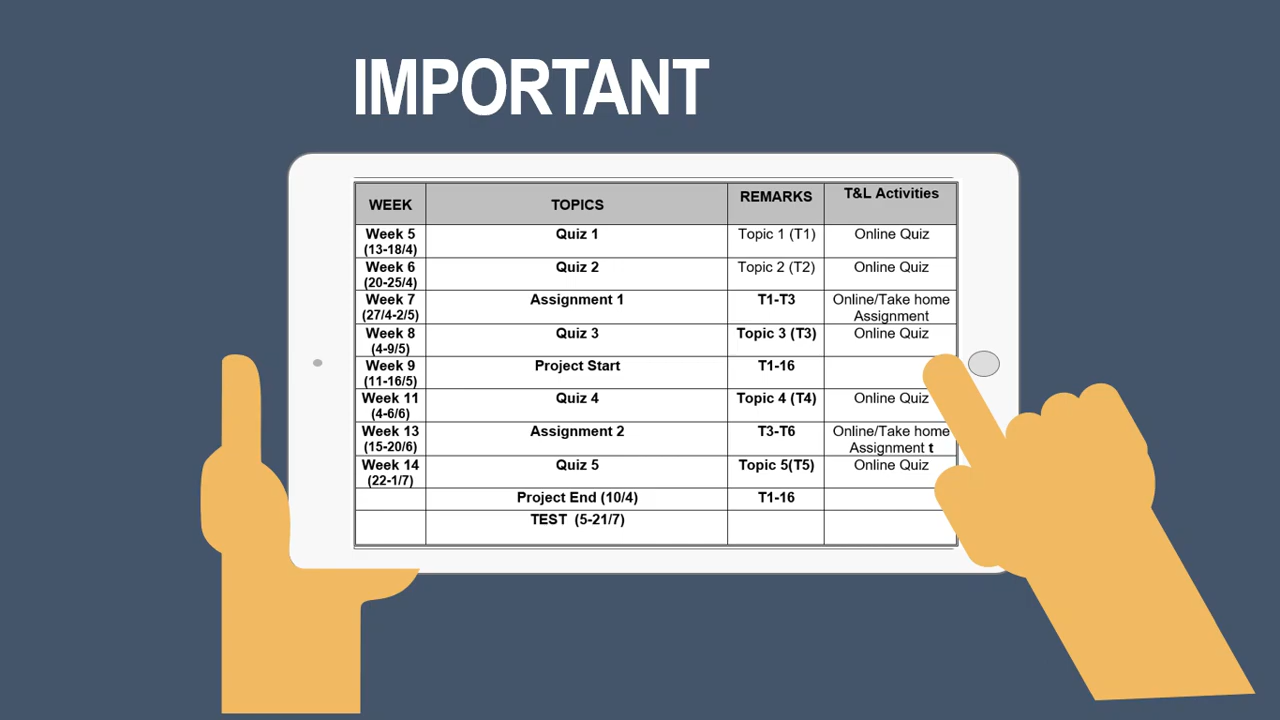 IMPORTANT
WEEK TOPICS REMARKS T&L Activities
Week 5 Quiz 1 Topic 1 (T1) Online Quiz
(13-18/4)
Week 6 Quiz 2 Topic 2 (T2) Online Quiz
(20-25/4)
Week 7 Assignment 1 T1-T3 Online/Take home
(27/4-2/5) Assignment
Week 8 Quiz 3 Topic 3 (T3) Online Quiz
(4-9/5)
Week 9 Project Start T1-16
(11-16/5)
Week 11 Quiz 4 Topic 4 (T4) Online Quiz
(4-6/6)
Week 13 Assignment 2 T3-T6 Online/Take home
(15-20/6) Assignment t
Week 14 Quiz 5 Topic 5(T5) Online Quiz
(22-1/7)
Project End (10/4) T1-16
TEST (5-21/7)